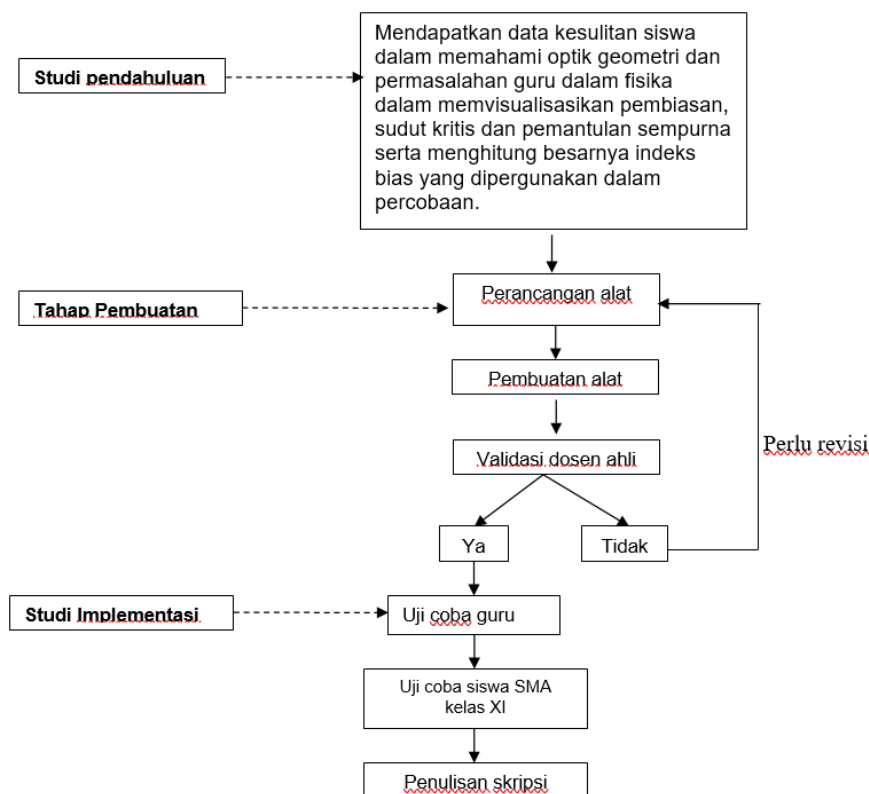 Mendapatkan data kesulitan siswa
dalam memahami optik geometri dan
permasalahan guru dalam fisika
dalam memvisualisasikan pembiasan,
sudut kritis dan pemantulan sempurna
serta menghitung besarnya indeks
bias yang dipergunakan dalam
percobaan.
Studi pendahuluan
Perancangan alat
Tahap Pembuatan
Pembuatan alat
Validasi dosen ahli
Perlu revisi
Ya
Tidak
Studi Implementasi
Uji coba guru
Uji coba siswa SMA
kelas XI
Penulisan skripsi